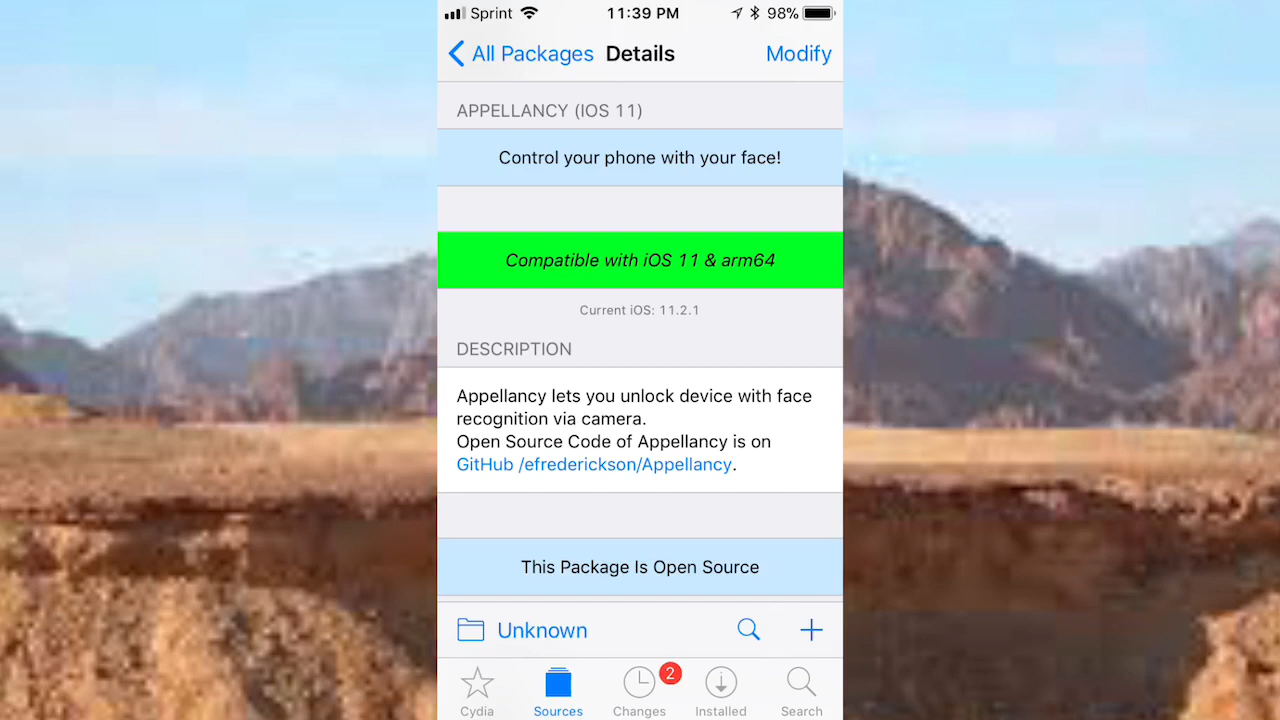 Sprint 11:39 PM 98%
All Packages Details Modify
APPELLANCY (IOS 11)
Control your phone with your face!
Compatible with iOS 11 & arm64
Current iOS: 11.2.1
DESCRIPTION
Appellancy lets you unlock device with face
recognition via camera.
Open Source Code of Appellancy is on
GitHub /efrederickson/Appellancy.
This Package Is Open Source
Unknown
2
Cydia Sources Changes Installed Search